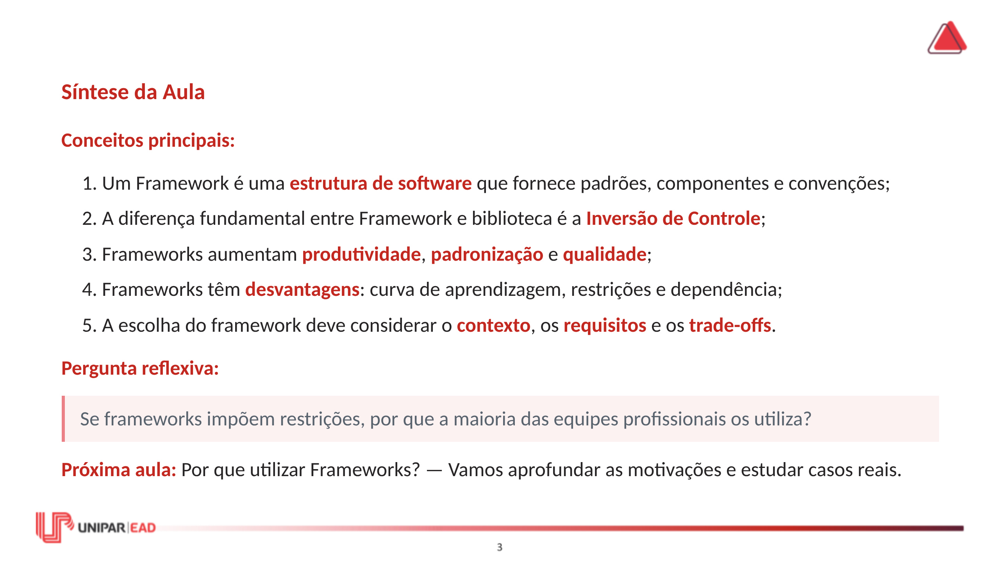 Síntese da Aula
Conceitos principais:
1. Um Framework é uma estrutura de software que fornece padrões, componentes e convenções;
2. A diferença fundamental entre Framework e biblioteca é a Inversão de Controle;
3. Frameworks aumentam produtividade, padronização e qualidade;
4. Frameworks têm desvantagens: curva de aprendizagem, restrições e dependência;
5. A escolha do framework deve considerar o contexto, os requisitos e os trade-offs.
Pergunta reflexiva:
Se frameworks impõem restrições, por que a maioria das equipes profissionais os utiliza?
Próxima aula: Por que utilizar Frameworks? — Vamos aprofundar as motivações e estudar casos reais.
UNIPAR|EAD
3